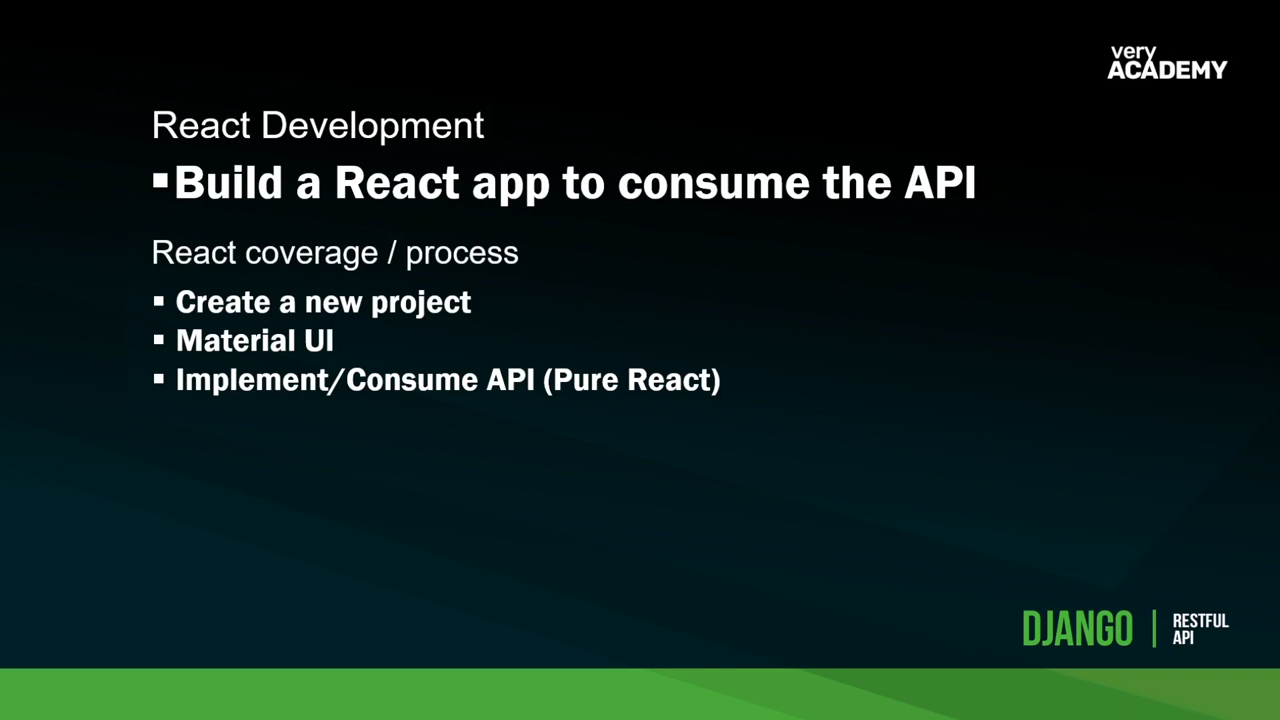 very
ACADEMY
React Development
▪Build a React app to consume the API
React coverage / process
▪ Create a new project
▪ Material UI
▪ Implement/Consume API (Pure React)
DJANGO | RESTFUL
API